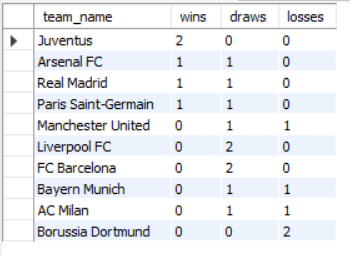 team_name wins draws losses
Juventus 2 0 0
Arsenal FC 1 1 0
Real Madrid 1 1 0
Paris Saint-Germain 1 1 0
Manchester United 0 1 1
Liverpool FC 0 2 0
FC Barcelona 0 2 0
Bayern Munich 0 1 1
AC Milan 0 1 1
Borussia Dortmund 0 0 2